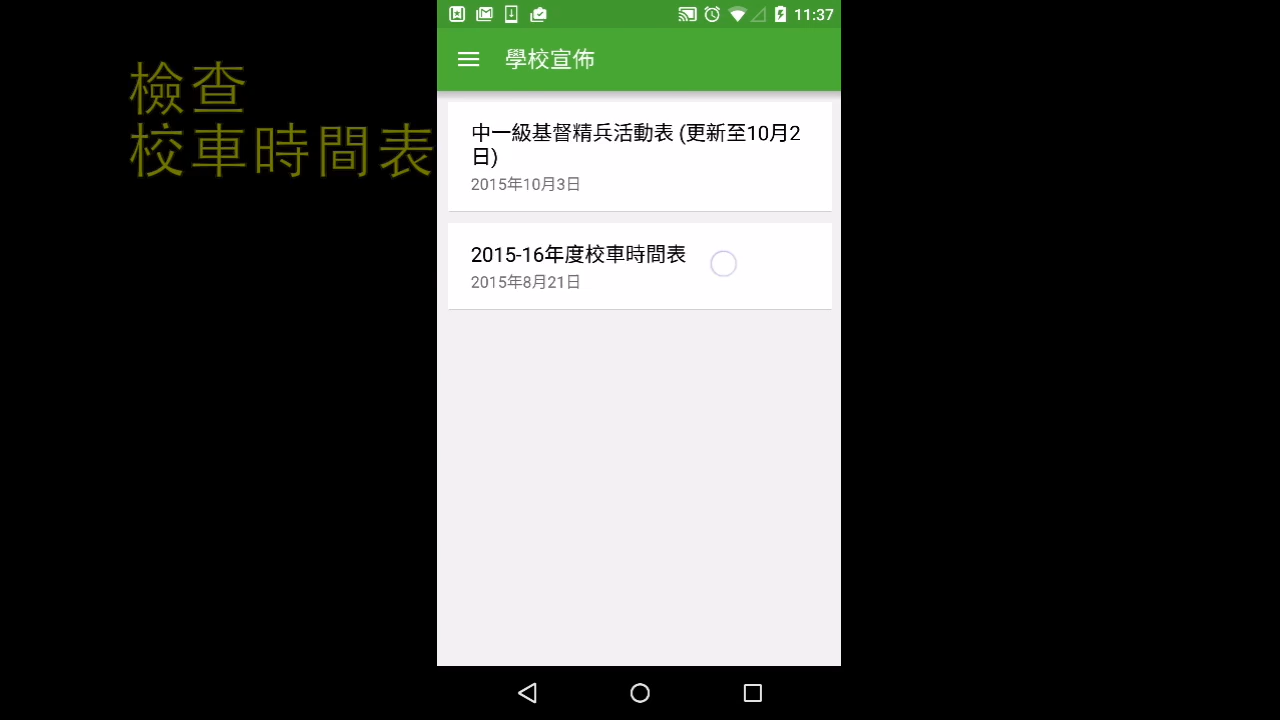 檢查
校車時間表
11:37
學校宣佈
中一級基督精兵活動表 (更新至10月2
日)
2015年10月3日
2015-16年度校車時間表
2015年8月21日